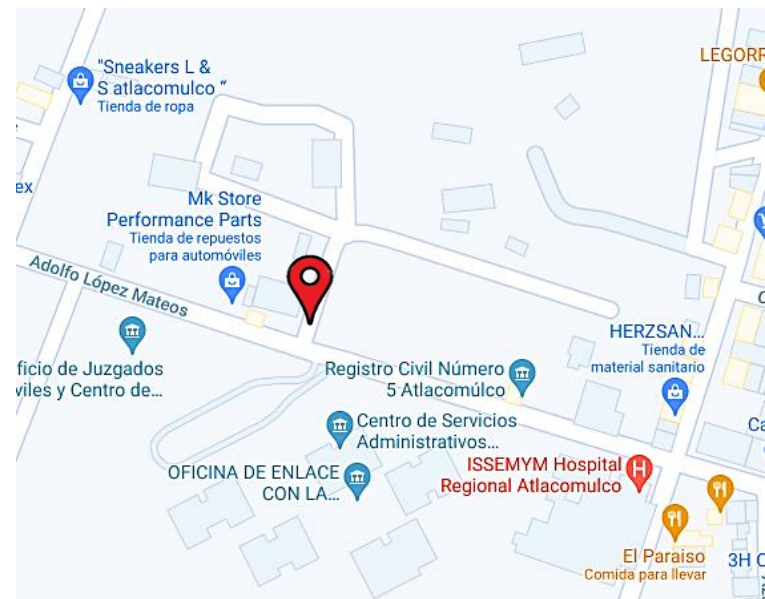 "Sneakers L &
S atlacomulco “
Tienda de ropa
LEGORR
ex
Mk Store
Performance Parts
Tienda de repuestos
para automóviles
Adolfo López Mateos
HERZSAN...
Tienda de
material sanitario
ficio de Juzgados
viles y Centro de...
Registro Civil Número
5 Atlacomúlco
Centro de Servicios
Administrativos...
Ca
OFICINA DE ENLACE
CON LA...
ISSEMYM Hospital
Regional Atlacomulco
El Paraiso
Comida para llevar
3H C